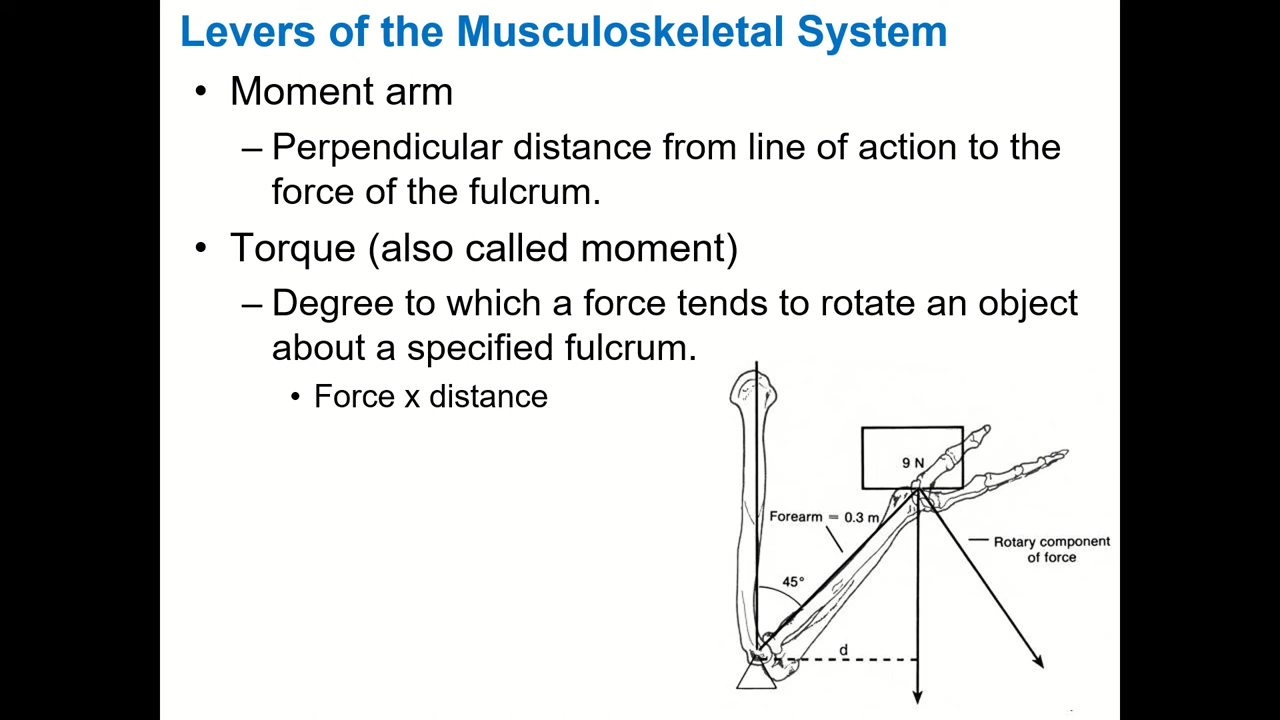 Levers of the Musculoskeletal System
• Moment arm
– Perpendicular distance from line of action to the
force of the fulcrum.
• Torque (also called moment)
– Degree to which a force tends to rotate an object
about a specified fulcrum.
• Force x distance
9 N
Forearm = 0.3 m
Rotary component
of force
45°
d